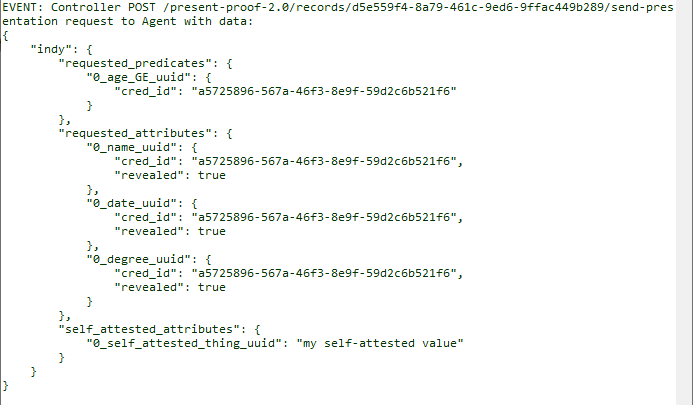 EVENT: Controller POST /present-proof-2.0/records/d5e559f4-8a79-461c-9ed6-9ffac449b289/send-pres
entation request to Agent with data:
{
    "indy": {
        "requested_predicates": {
            "0_age_GE_uuid": {
                "cred_id": "a5725896-567a-46f3-8e9f-59d2c6b521f6"
            }
        },
        "requested_attributes": {
            "0_name_uuid": {
                "cred_id": "a5725896-567a-46f3-8e9f-59d2c6b521f6",
                "revealed": true
            },
            "0_date_uuid": {
                "cred_id": "a5725896-567a-46f3-8e9f-59d2c6b521f6",
                "revealed": true
            },
            "0_degree_uuid": {
                "cred_id": "a5725896-567a-46f3-8e9f-59d2c6b521f6",
                "revealed": true
            }
        },
        "self_attested_attributes": {
            "0_self_attested_thing_uuid": "my self-attested value"
        }
    }
}